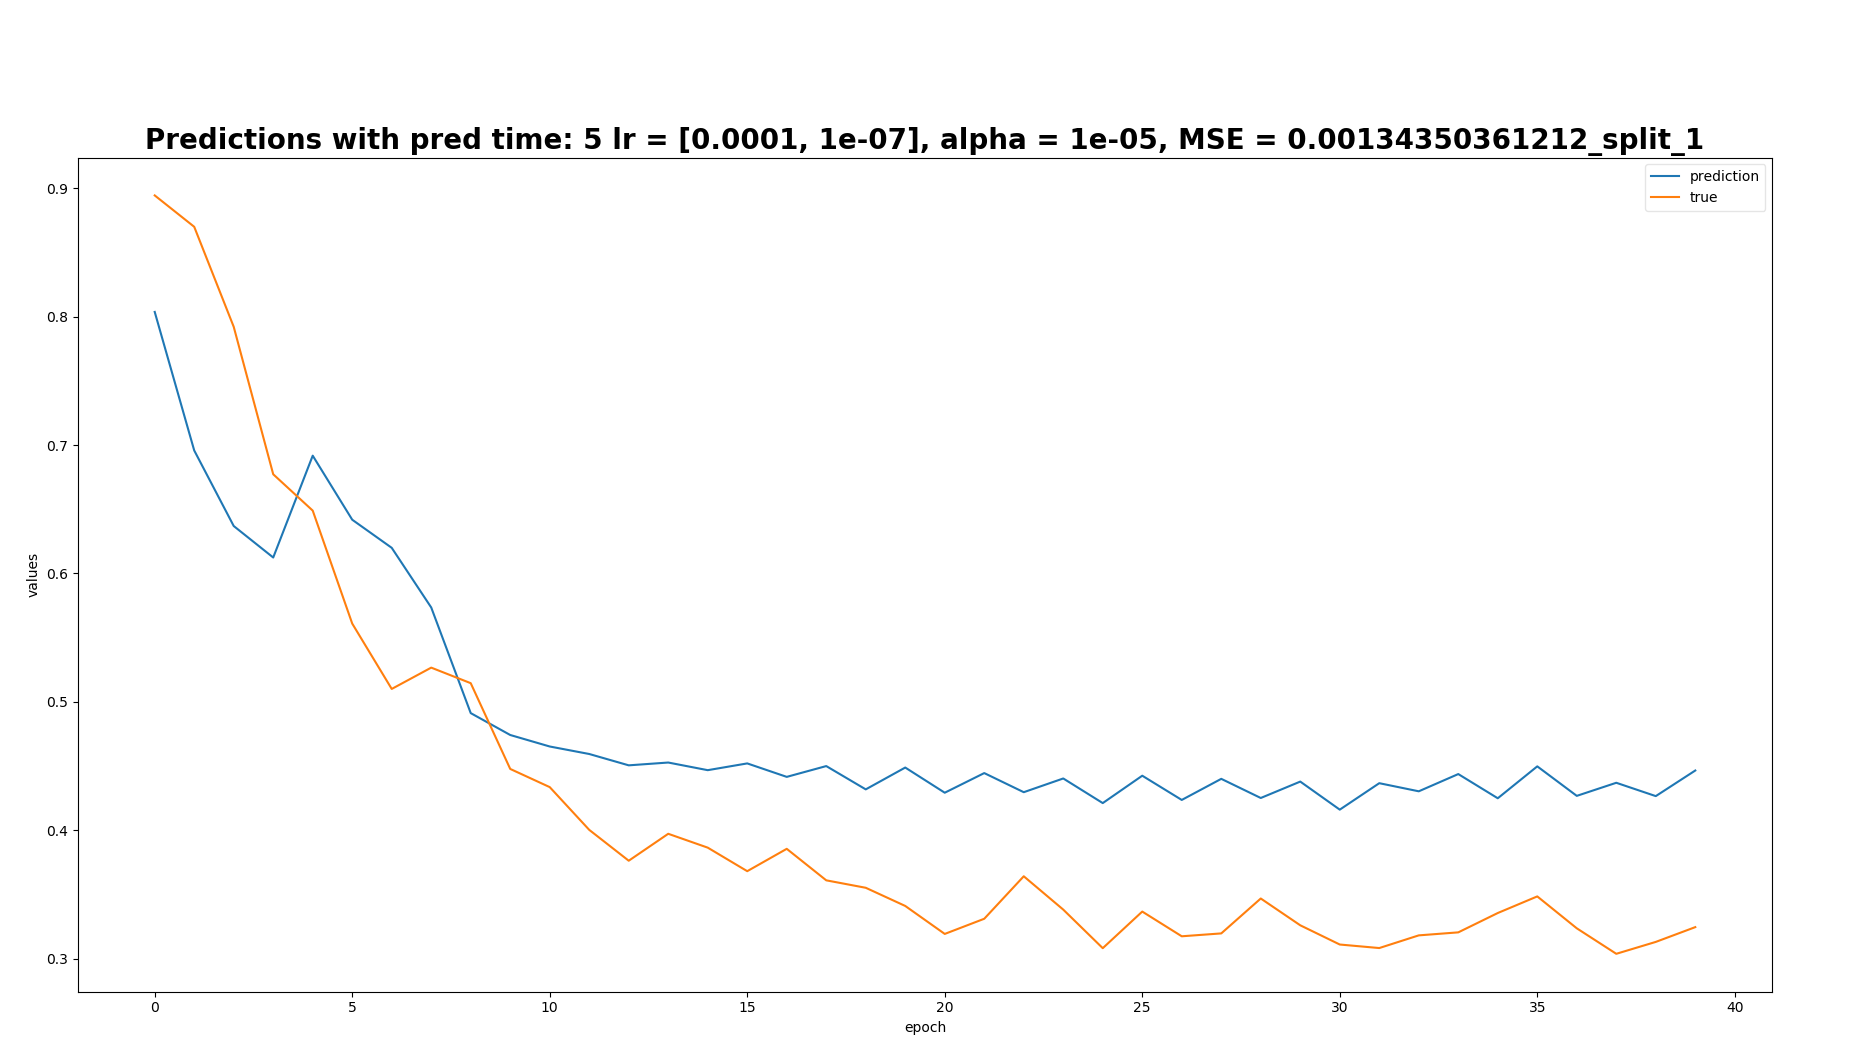 Predictions with pred time: 5 lr = [0.0001, 1e-07], alpha = 1e-05, MSE = 0.00134350361212_split_1
prediction
true
0.9
0.8
0.7
0.6
0.5
0.4
0.3
values
0 5 10 15 20 25 30 35 40
epoch